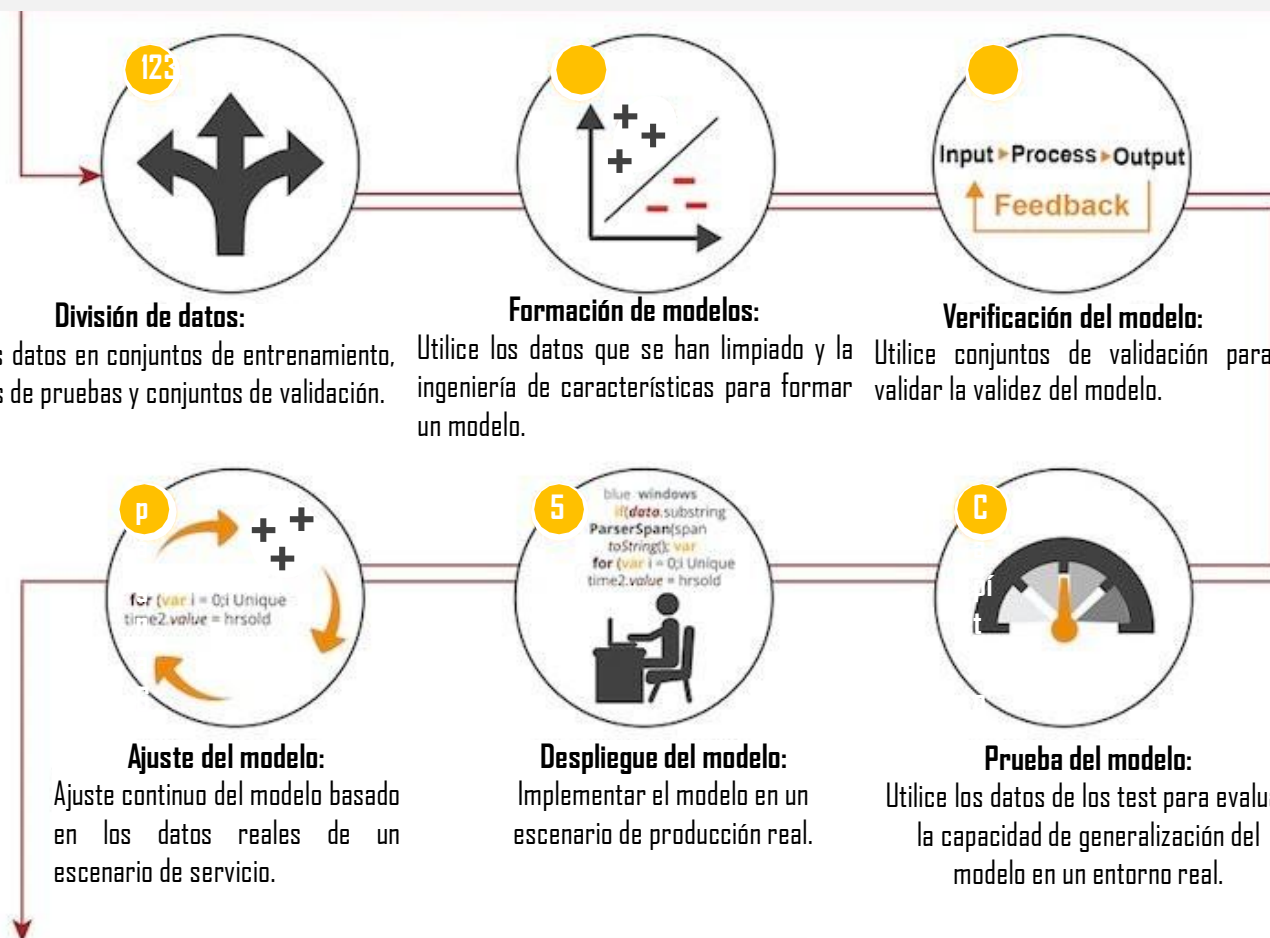 123
Input Process Output
Feedback
División de datos:
s datos en conjuntos de entrenamiento,
s de pruebas y conjuntos de validación.
Formación de modelos:
Utilice los datos que se han limpiado y la
ingeniería de características para formar
un modelo.
Verificación del modelo:
Utilice conjuntos de validación para
validar la validez del modelo.
p
for (var i = 0;i Unique
time2.value = hrsold
Ajuste del modelo:
Ajuste continuo del modelo basado
en los datos reales de un
escenario de servicio.
5
blue windows
if(data.substring
ParserSpan(span
toString(); var
for (var i = 0;i Unique
time2.value = hrsold
Despliegue del modelo:
Implementar el modelo en un
escenario de producción real.
C
Prueba del modelo:
Utilice los datos de los test para evalua
la capacidad de generalización del
modelo en un entorno real.